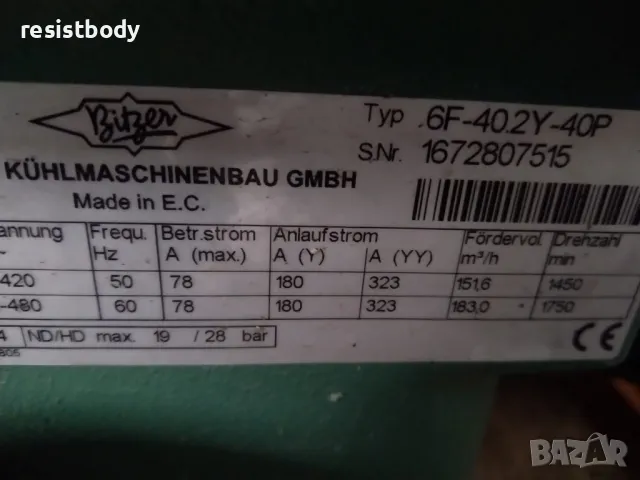 resistbody
Bitzer
Typ .6F-40.2Y-40P
S.Nr. 1672807515
KÜHLMASCHINENBAU GMBH
Made in E.C.
annung Frequ. Betr.strom Anlaufstrom Fördervol. Drehzahl
~ Hz A (max.) A (Y) A (YY) m³/h min
420 50 78 180 323 151,6 1450
-480 60 78 180 323 183,0 1750
4 ND/HD max. 19 / 28 bar
CE
BAZAR